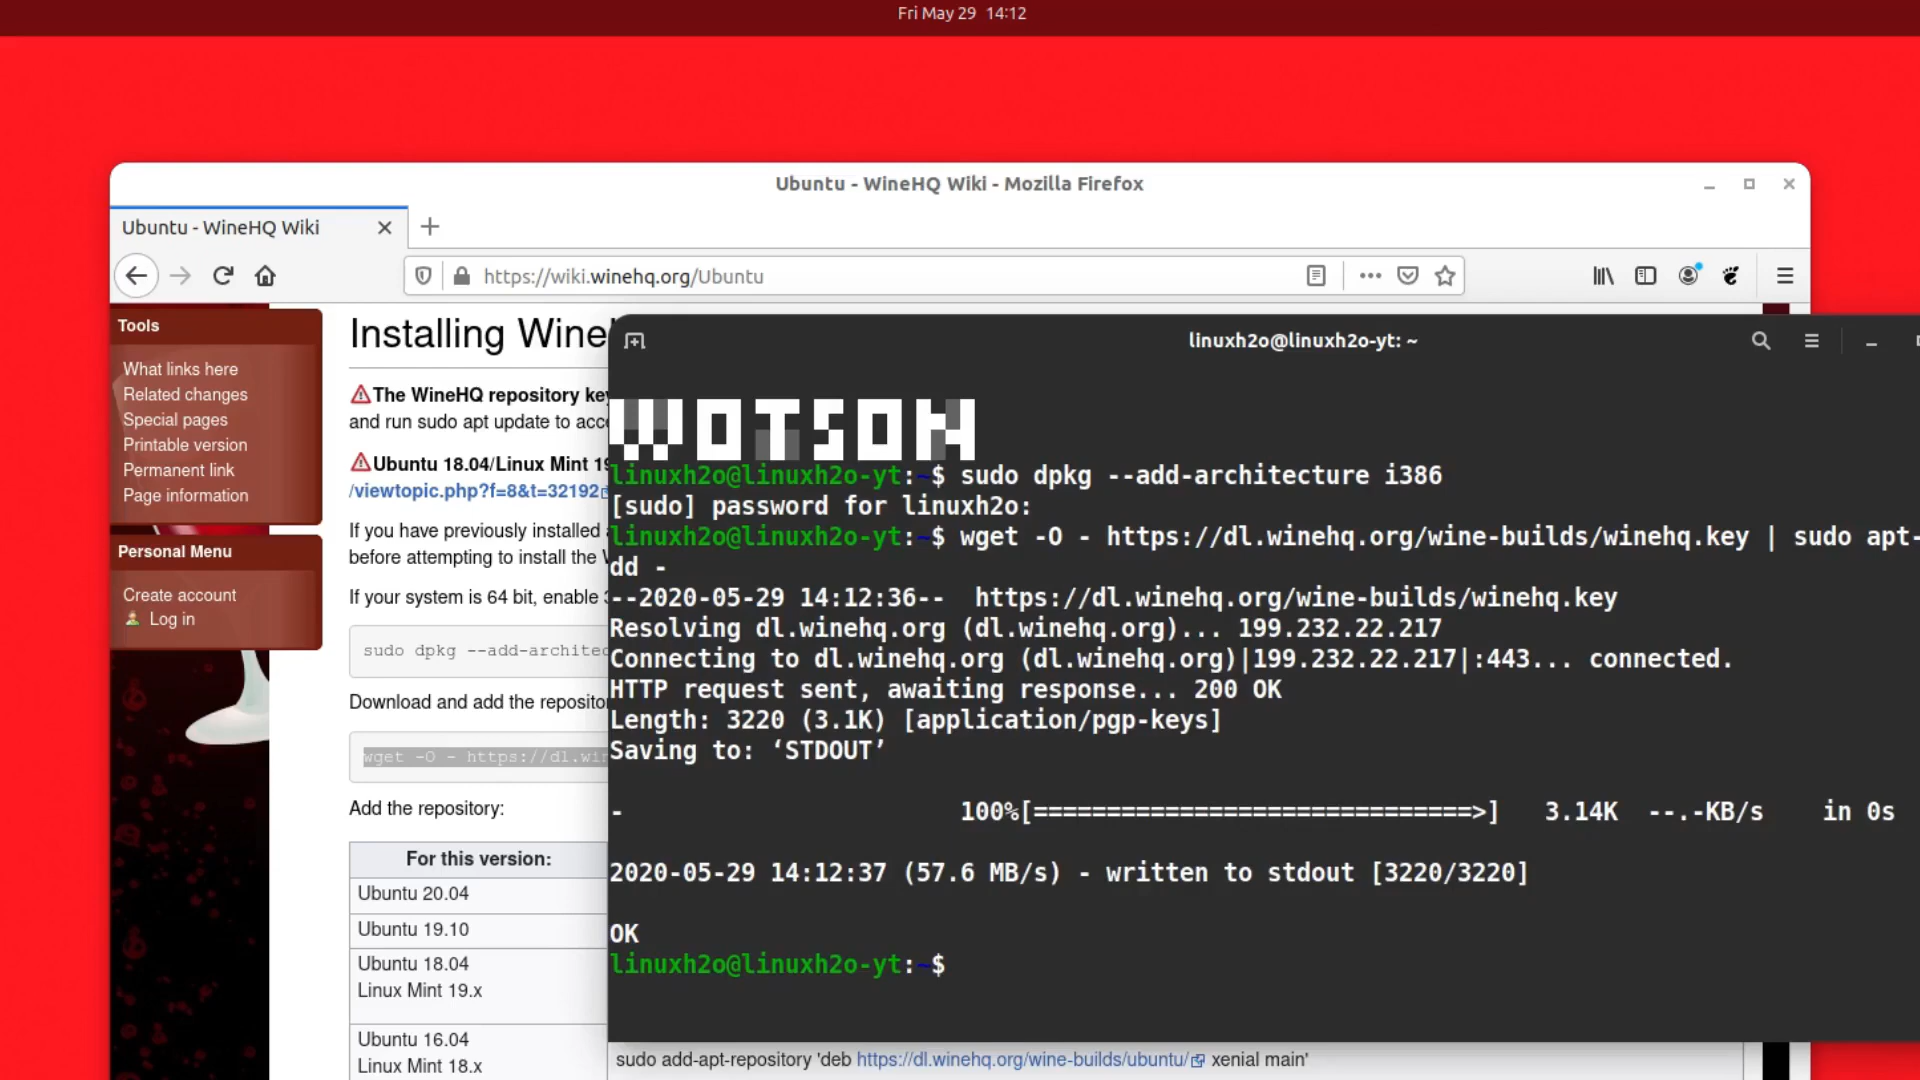 Fri May 29 14:12
Ubuntu - WineHQ Wiki - Mozilla Firefox
Ubuntu - WineHQ Wiki
https://wiki.winehq.org/Ubuntu
Tools
What links here
Related changes
Special pages
Printable version
Permanent link
Page information
Personal Menu
Create account
Log in
Installing Wine
The WineHQ repository key
and run sudo apt update to acc
Ubuntu 18.04/Linux Mint 19
/viewtopic.php?f=8&t=32192
If you have previously installed
before attempting to install the
If your system is 64 bit, enable
sudo dpkg --add-architec
Download and add the repositor
wget -O - https://dl.win
Add the repository:
For this version:
Ubuntu 20.04
Ubuntu 19.10
Ubuntu 18.04
Linux Mint 19.x
Ubuntu 16.04
Linux Mint 18.x
sudo add-apt-repository 'deb https://dl.winehq.org/wine-builds/ubuntu/ xenial main'
linuxh2o@linuxh2o-yt: ~
WOTSON
linuxh2o@linuxh2o-yt:~$ sudo dpkg --add-architecture i386
[sudo] password for linuxh2o:
linuxh2o@linuxh2o-yt:~$ wget -O - https://dl.winehq.org/wine-builds/winehq.key | sudo apt-
dd -
--2020-05-29 14:12:36--  https://dl.winehq.org/wine-builds/winehq.key
Resolving dl.winehq.org (dl.winehq.org)... 199.232.22.217
Connecting to dl.winehq.org (dl.winehq.org)|199.232.22.217|:443... connected.
HTTP request sent, awaiting response... 200 OK
Length: 3220 (3.1K) [application/pgp-keys]
Saving to: ‘STDOUT’
- 100%[==============================>] 3.14K --.-KB/s in 0s
2020-05-29 14:12:37 (57.6 MB/s) - written to stdout [3220/3220]
OK
linuxh2o@linuxh2o-yt:~$